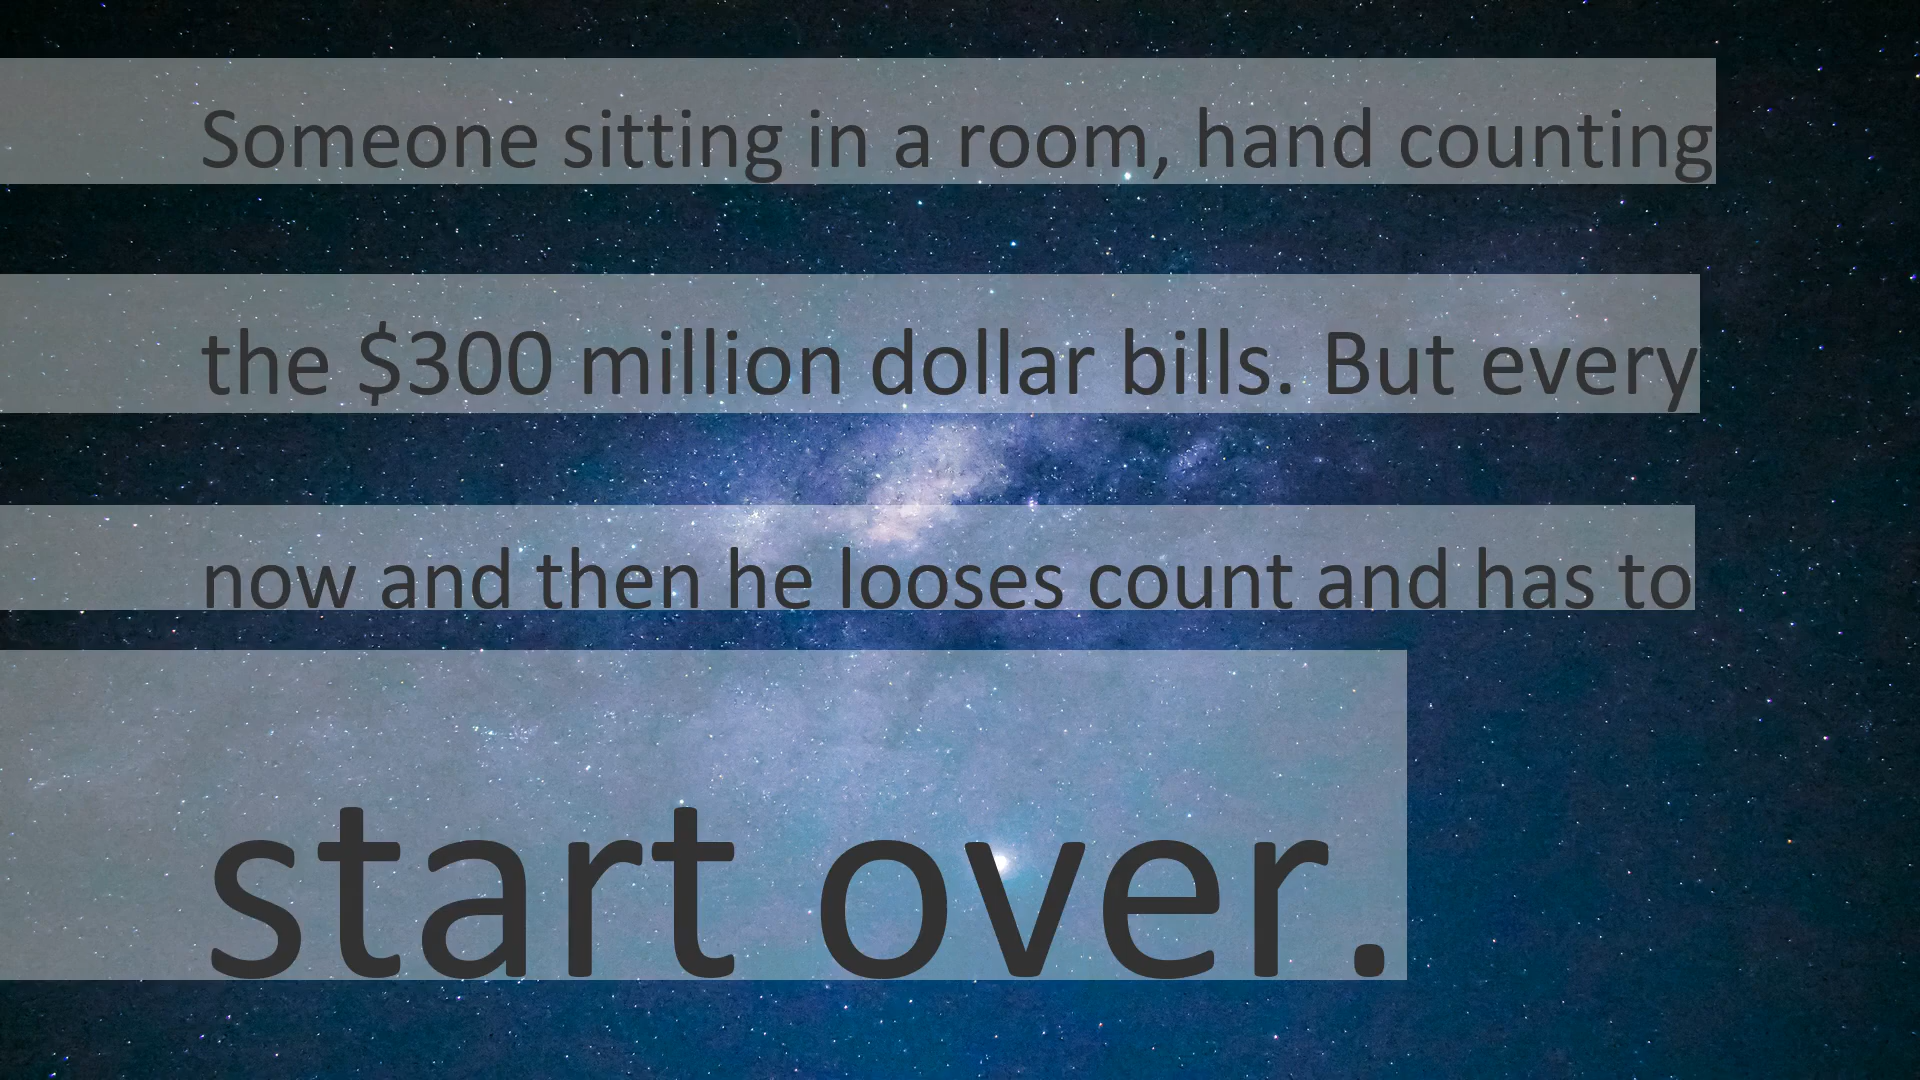 Someone sitting in a room, hand counting
the $300 million dollar bills. But every
now and then he looses count and has to
start over.